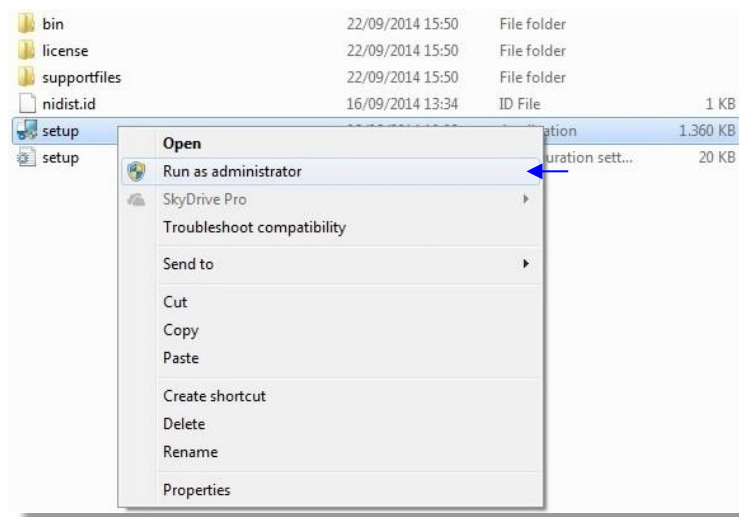 bin 22/09/2014 15:50 File folder
license 22/09/2014 15:50 File folder
supportfiles 22/09/2014 15:50 File folder
nidist.id 16/09/2014 13:34 ID File 1 KB
setup ation 1.360 KB
setup uration sett... 20 KB
Open
Run as administrator
SkyDrive Pro
Troubleshoot compatibility
Send to
Cut
Copy
Paste
Create shortcut
Delete
Rename
Properties